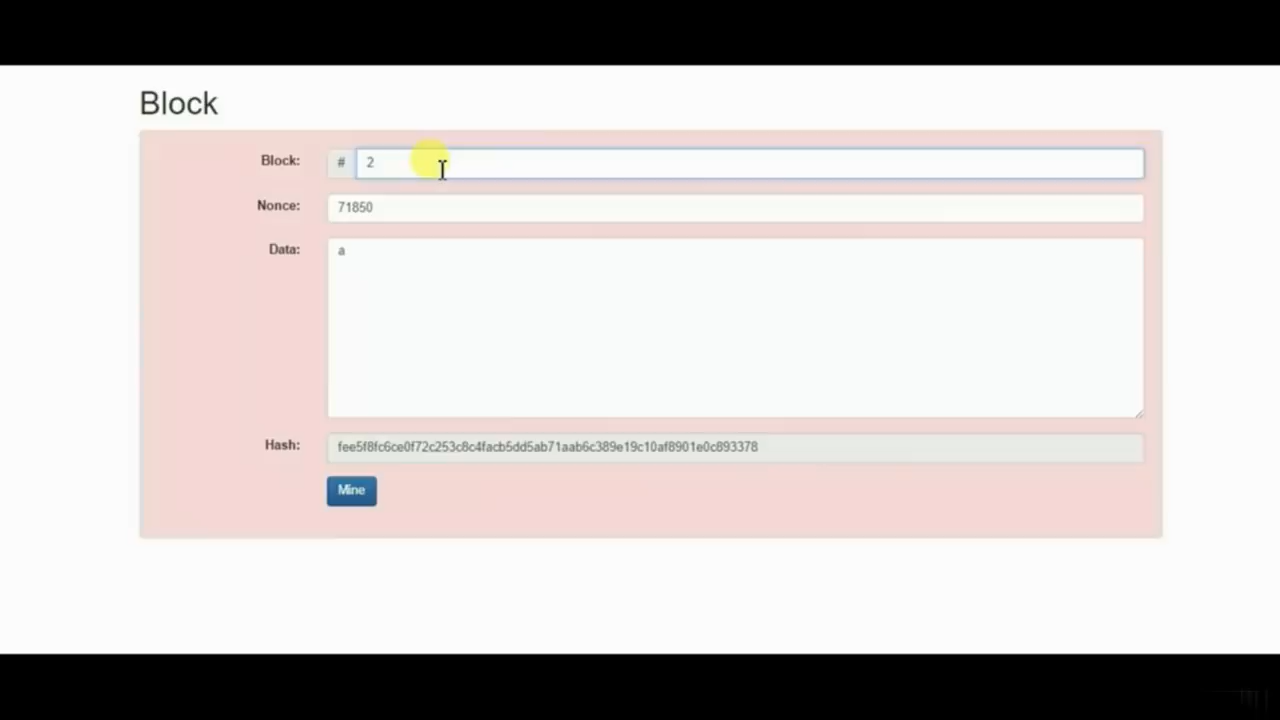 Block
Block: # 2
Nonce: 71850
Data: a
Hash: fee5f8fc6ce0f72c253c8c4facb5dd5ab71aab6c389e19c10af8901e0c893378
Mine